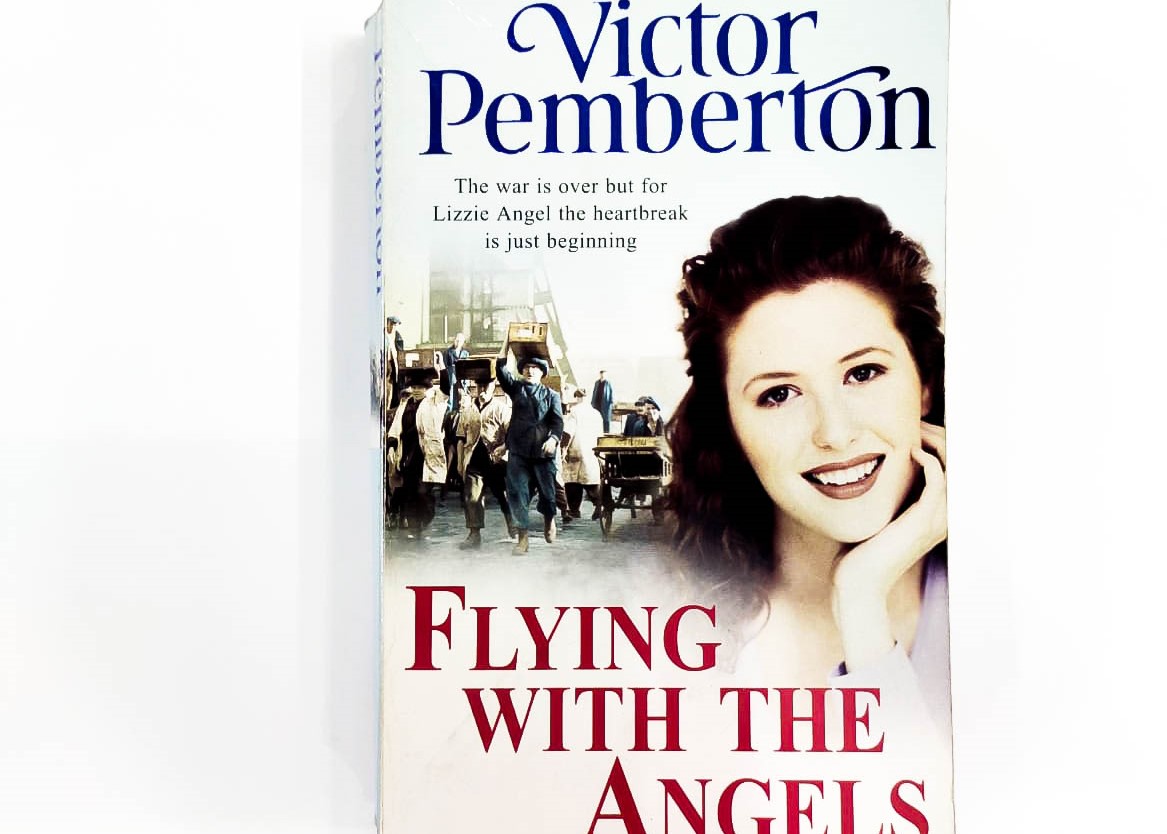 Victor
Pemberton
The war is over but for
Lizzie Angel the heartbreak
is just beginning
FLYING
WITH THE
ANGELS
Pemberton